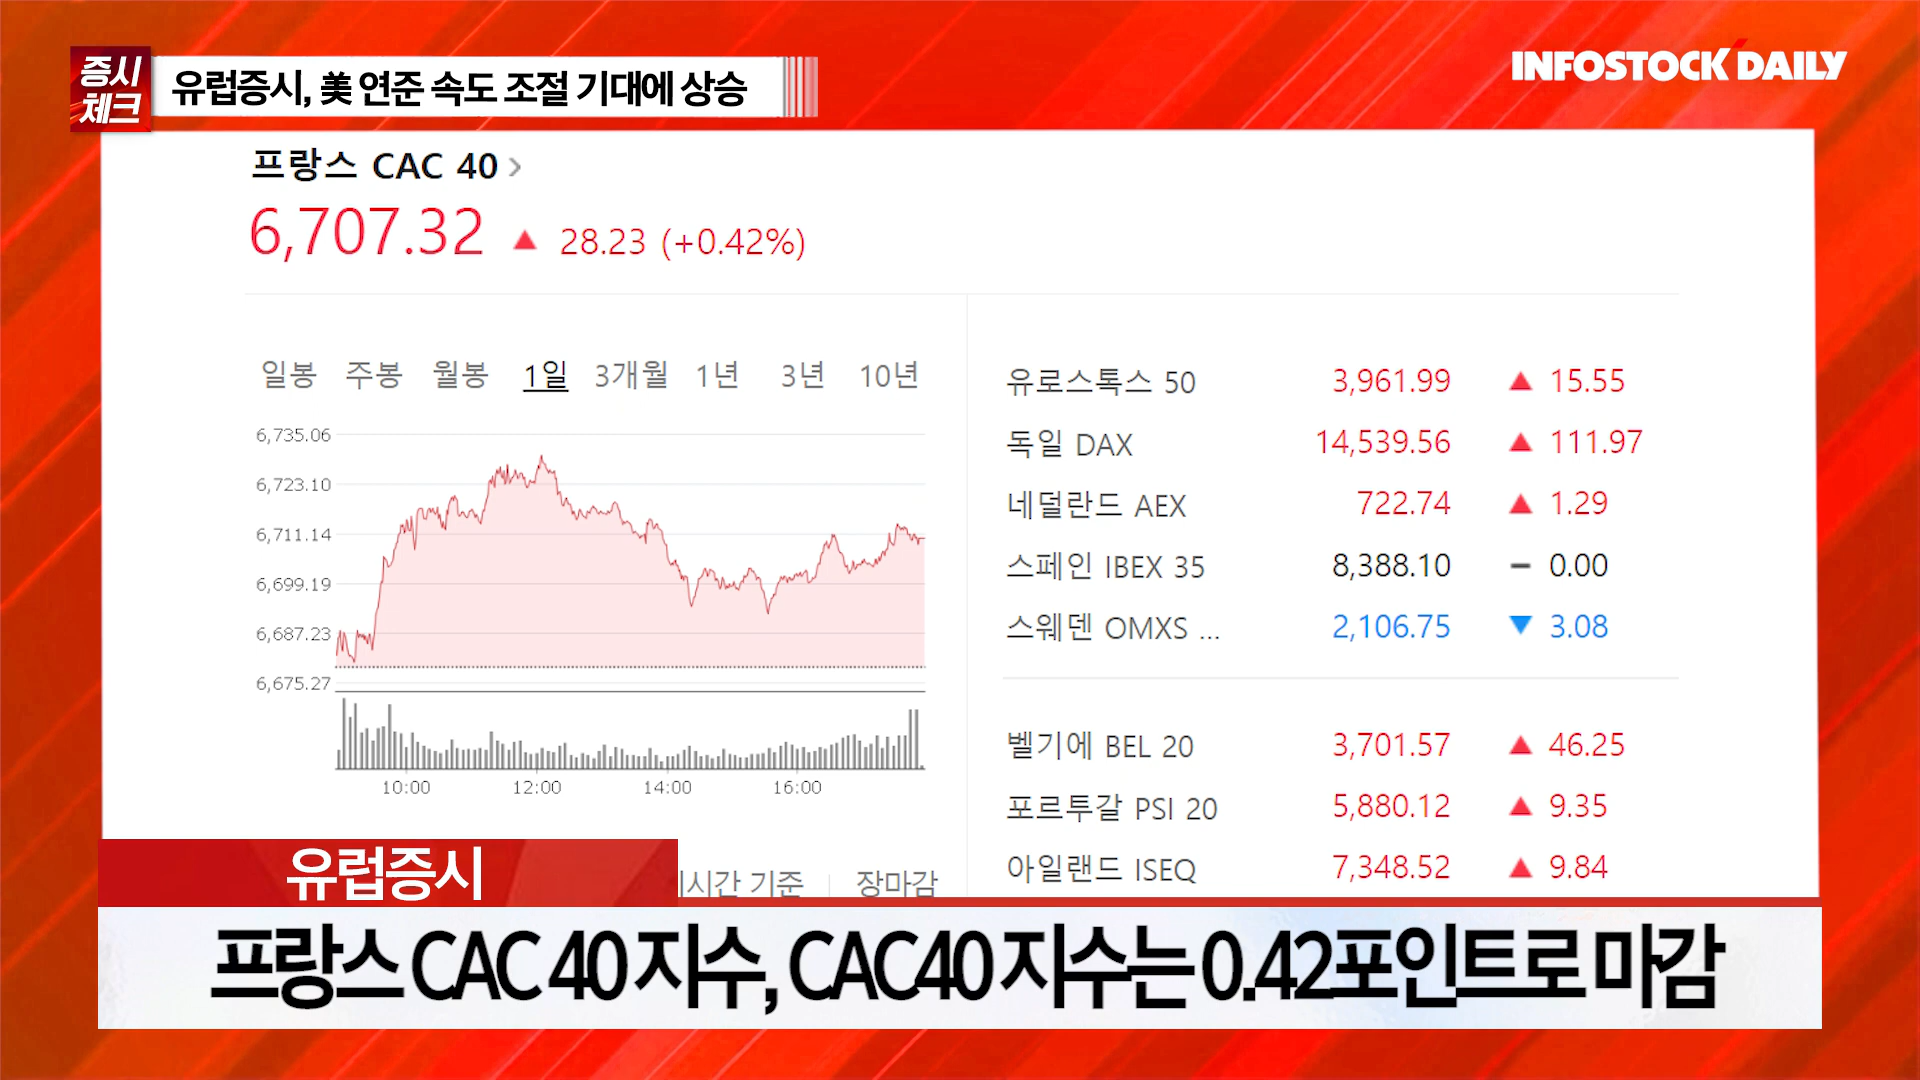 증시
체크
유럽증시, 美 연준 속도 조절 기대에 상승
INFOSTOCK DAILY
프랑스 CAC 40 >
6,707.32 ▲ 28.23 (+0.42%)
일봉 주봉 월봉 1일 3개월 1년 3년 10년
6,735.06
6,723.10
6,711.14
6,699.19
6,687.23
6,675.27
10:00 12:00 14:00 16:00
유로스톡스 50 3,961.99 ▲ 15.55
독일 DAX 14,539.56 ▲ 111.97
네덜란드 AEX 722.74 ▲ 1.29
스페인 IBEX 35 8,388.10 – 0.00
스웨덴 OMXS ... 2,106.75 ▼ 3.08
벨기에 BEL 20 3,701.57 ▲ 46.25
포르투갈 PSI 20 5,880.12 ▲ 9.35
아일랜드 ISEQ 7,348.52 ▲ 9.84
시간 기준 장마감
유럽증시
프랑스 CAC 40 지수, CAC40 지수는 0.42포인트로 마감